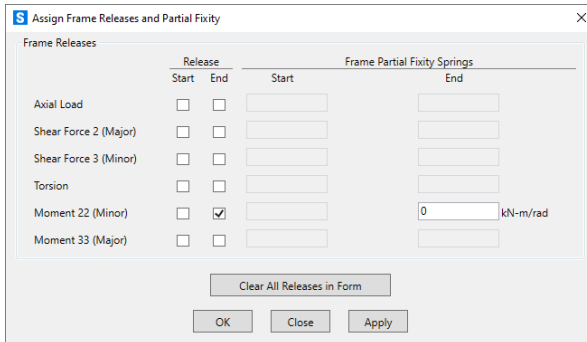 S Assign Frame Releases and Partial Fixity
Frame Releases
Release Frame Partial Fixity Springs
Start End Start End
Axial Load
Shear Force 2 (Major)
Shear Force 3 (Minor)
Torsion
Moment 22 (Minor) 0 kN-m/rad
Moment 33 (Major)
Clear All Releases in Form
OK Close Apply